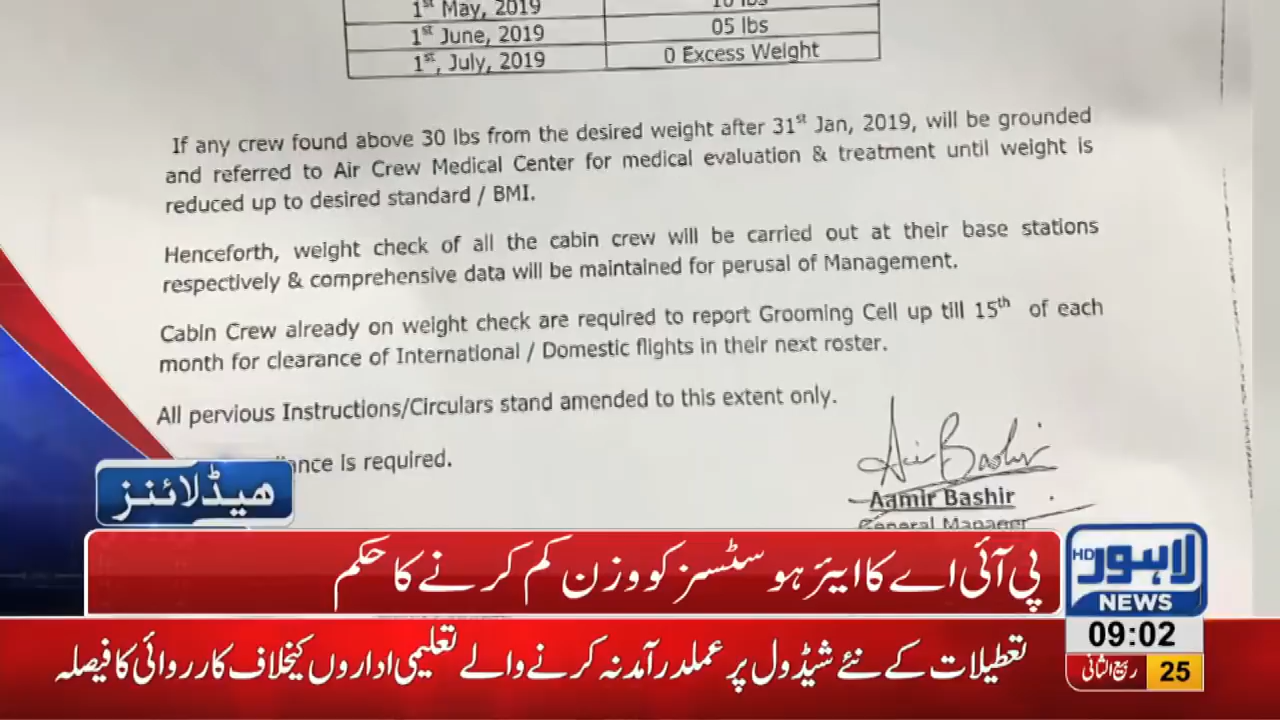 1st May, 2019
10 lbs
1st June, 2019
05 lbs
1st, July, 2019
0 Excess Weight
If any crew found above 30 lbs from the desired weight after 31st Jan, 2019, will be grounded
and referred to Air Crew Medical Center for medical evaluation & treatment until weight is
reduced up to desired standard / BMI.
Henceforth, weight check of all the cabin crew will be carried out at their base stations
respectively & comprehensive data will be maintained for perusal of Management.
Cabin Crew already on weight check are required to report Grooming Cell up till 15th of each
month for clearance of International / Domestic flights in their next roster.
All pervious Instructions/Circulars stand amended to this extent only.
is required.
Aamir Bashir
General Manager
ہیڈلائنز
پی آئی اے کا ایئر ہوسٹسز کو وزن کم کرنے کا حکم
HD لاہور
NEWS
09:02
تعطیلات کے نئے شیڈول پر عملدرآمد نہ کرنے والے تعلیمی اداروں کیخلاف کارروائی کا فیصلہ
25 ربیع الثانی